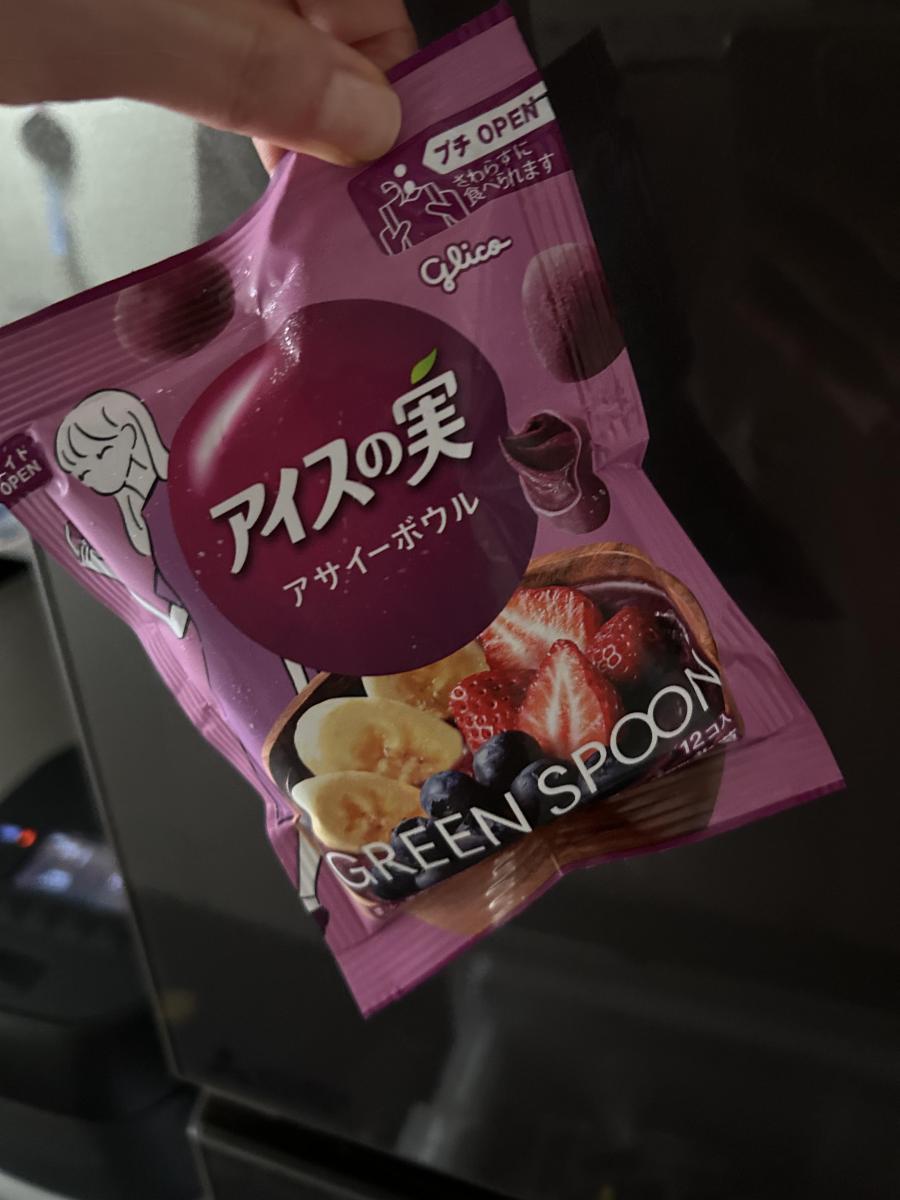 プチ OPEN
さわらずに
食べられます
Glico
アイスの実
アサイーボウル
OPEN
GREEN SPOON
12コ入